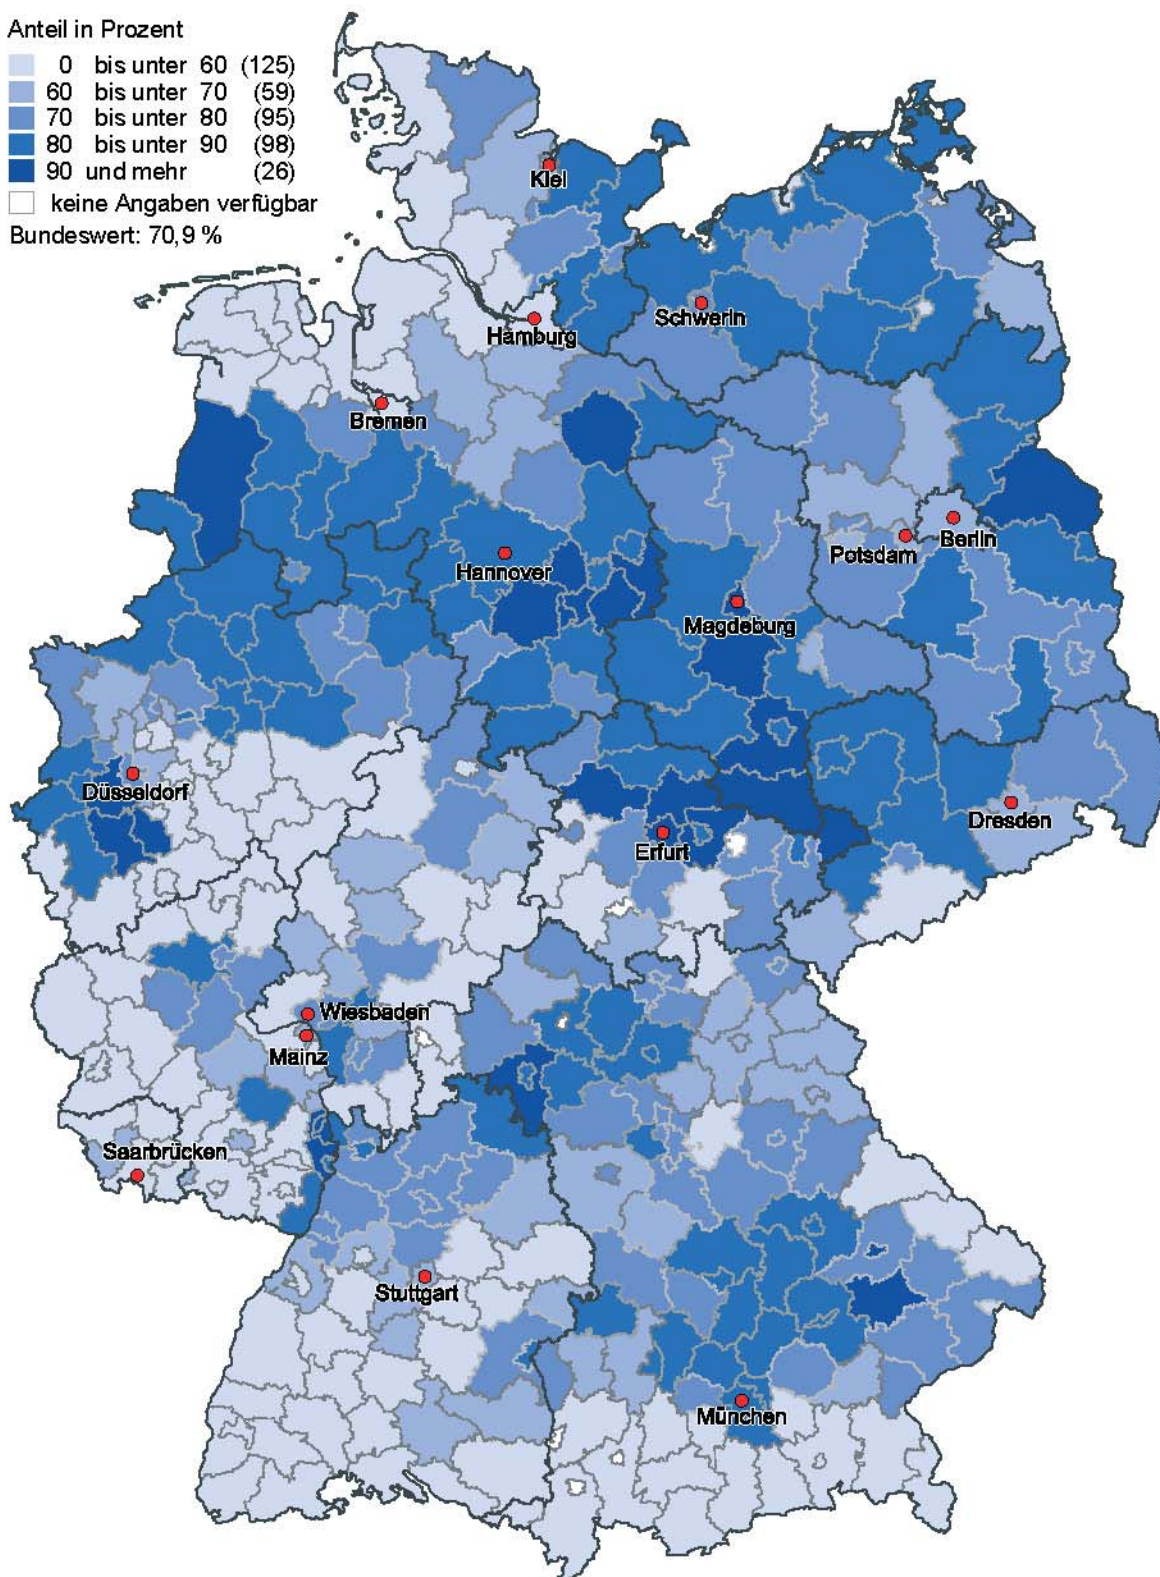 Anteil in Prozent
0 bis unter 60 (125)
60 bis unter 70 (59)
70 bis unter 80 (95)
80 bis unter 90 (98)
90 und mehr (26)
keine Angaben verfügbar
Bundeswert: 70,9 %
Kiel
Schwerin
Hamburg
Bremen
Berlin
Potsdam
Hannover
Magdeburg
Düsseldorf
Dresden
Erfurt
Wiesbaden
Mainz
Saarbrücken
Stuttgart
München